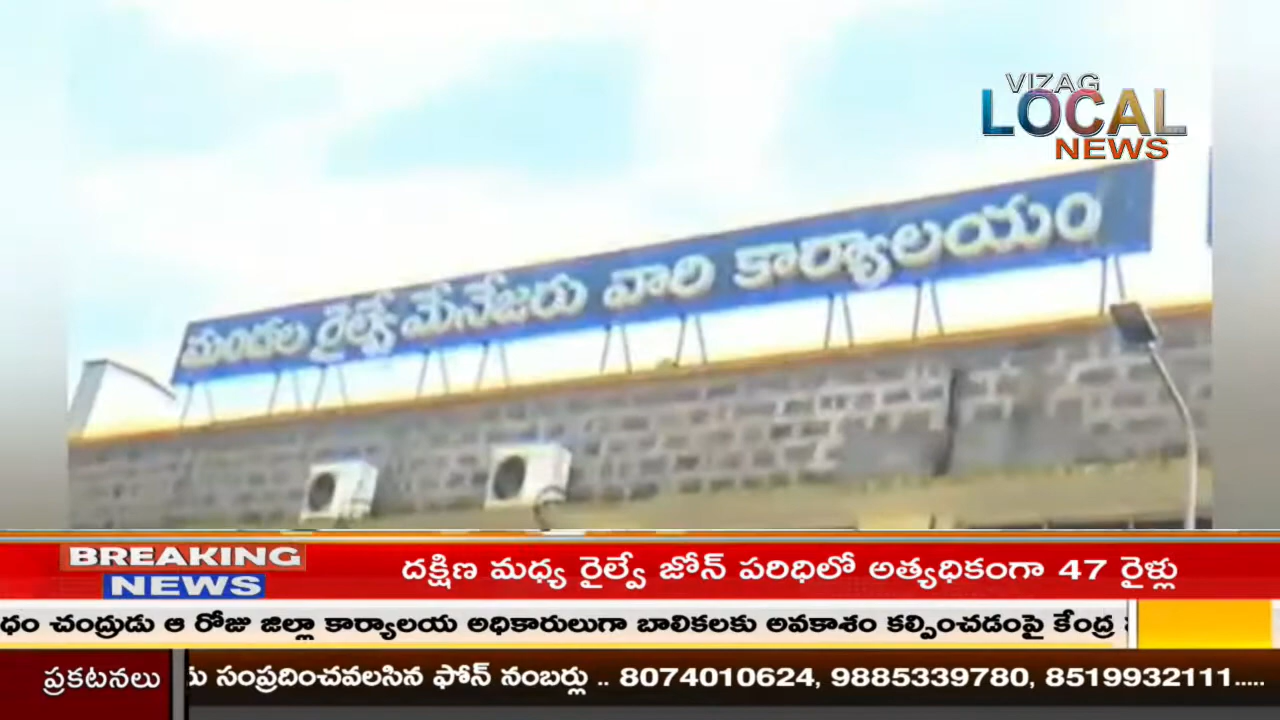 VIZAG
LOCAL
NEWS
మండల రైల్వే మేనేజరు వారి కార్యాలయం
BREAKING
NEWS
దక్షిణ మధ్య రైల్వే జోన్ పరిధిలో అత్యధికంగా 47 రైళ్లు
చంద్రుడు ఆ రోజు జిల్లా కార్యాలయ అధికారులుగా బాలికలకు అవకాశం కల్పించడంపై కేంద్ర
ప్రకటనలు
సంప్రదించవలసిన ఫోన్ నంబర్లు .. 8074010624, 9885339780, 8519932111.....